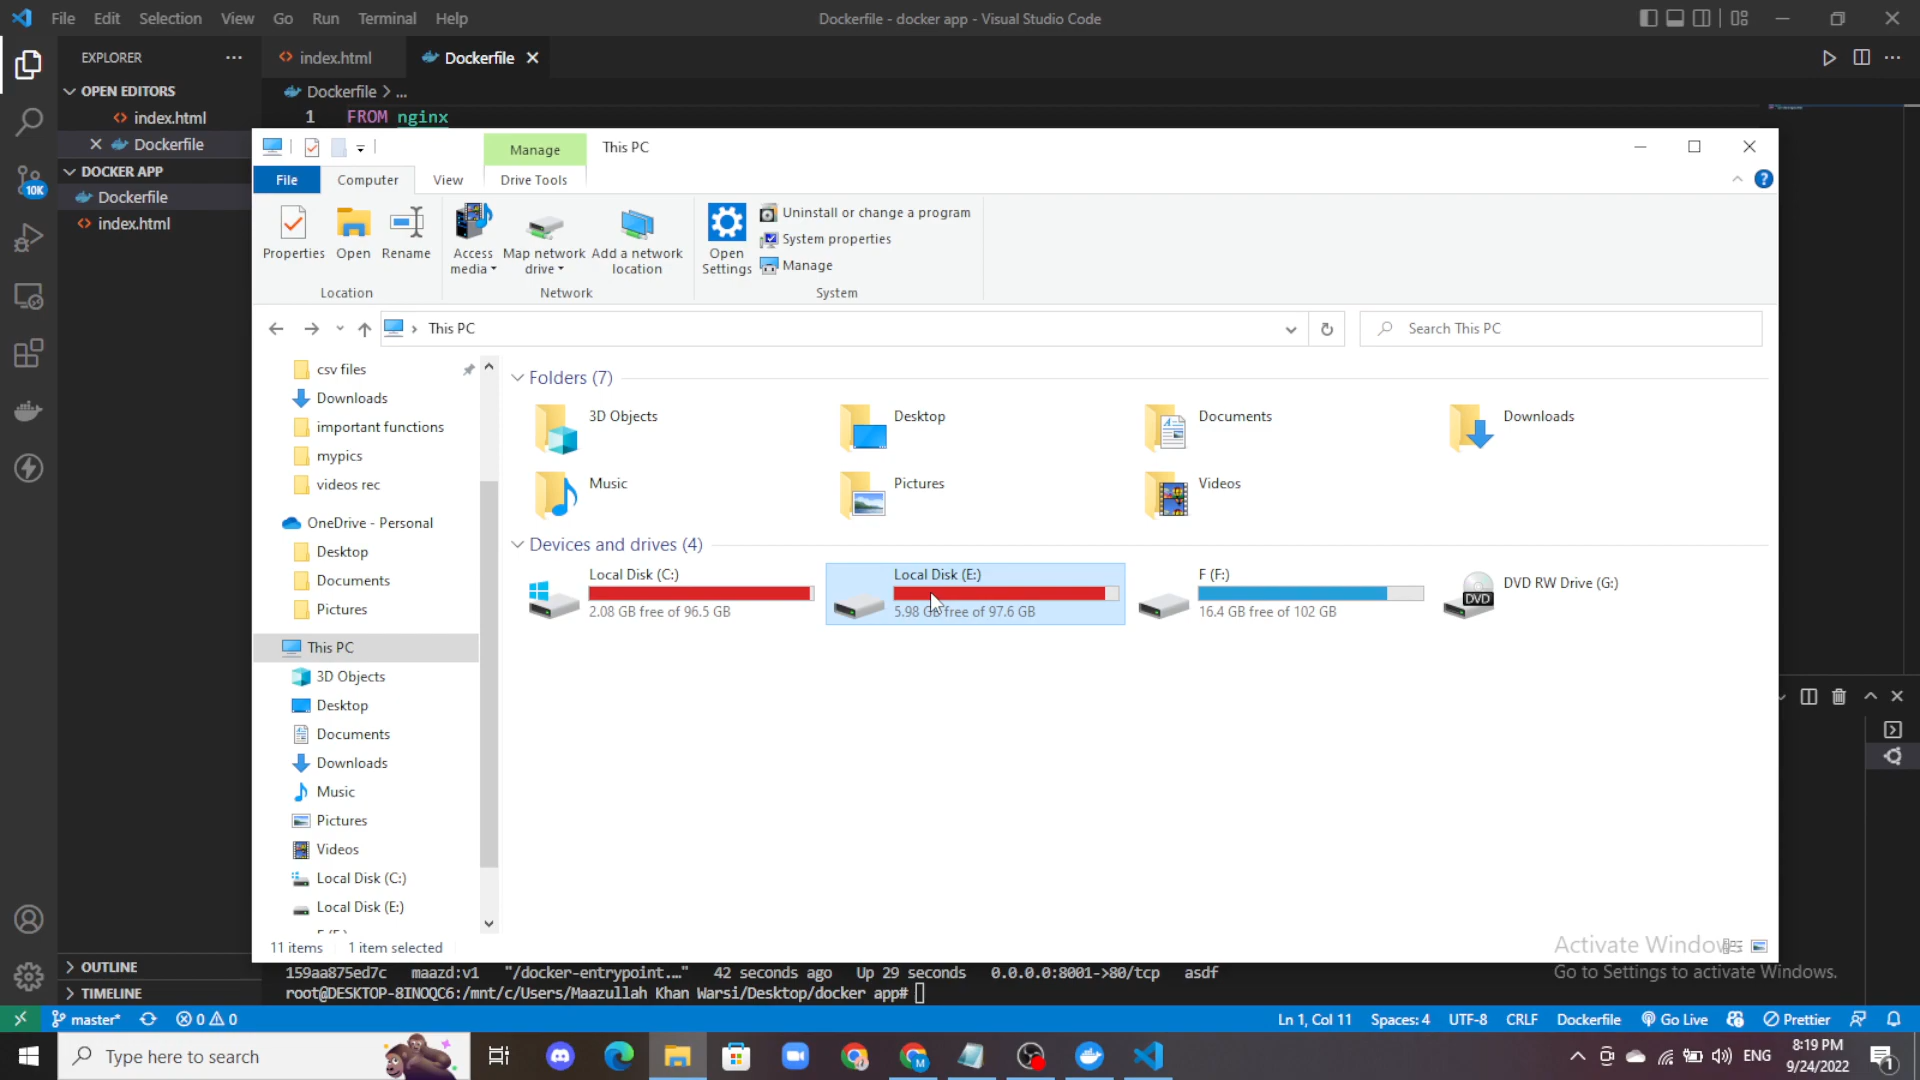 File Edit Selection View Go Run Terminal Help
Dockerfile - docker app - Visual Studio Code
EXPLORER
index.html
Dockerfile
OPEN EDITORS
index.html
Dockerfile
DOCKER APP
Dockerfile
index.html
10K
Dockerfile > ...
1 FROM nginx
Manage
This PC
File
Computer
View
Drive Tools
Properties
Open
Rename
Access media
Map network drive
Add a network location
Open Settings
Uninstall or change a program
System properties
Manage
Location
Network
System
This PC
Search This PC
csv files
Downloads
important functions
mypics
videos rec
OneDrive - Personal
Desktop
Documents
Pictures
This PC
3D Objects
Desktop
Documents
Downloads
Music
Pictures
Videos
Local Disk (C:)
Local Disk (E:)
Folders (7)
3D Objects
Desktop
Documents
Downloads
Music
Pictures
Videos
Devices and drives (4)
Local Disk (C:)
2.08 GB free of 96.5 GB
Local Disk (E:)
5.98 GB free of 97.6 GB
F (F:)
16.4 GB free of 102 GB
DVD RW Drive (G:)
DVD
11 items 1 item selected
Activate Windows
Go to Settings to activate Windows.
OUTLINE
TIMELINE
159aa875ed7c maazd:v1 "/docker-entrypoint.…" 42 seconds ago Up 29 seconds 0.0.0.0:8001->80/tcp asdf
root@DESKTOP-8INOQC6:/mnt/c/Users/Maazullah Khan Warsi/Desktop/docker app#
master* 0 0
Ln 1, Col 11 Spaces: 4 UTF-8 CRLF Dockerfile Go Live Prettier
Type here to search
ENG
8:19 PM
9/24/2022
1